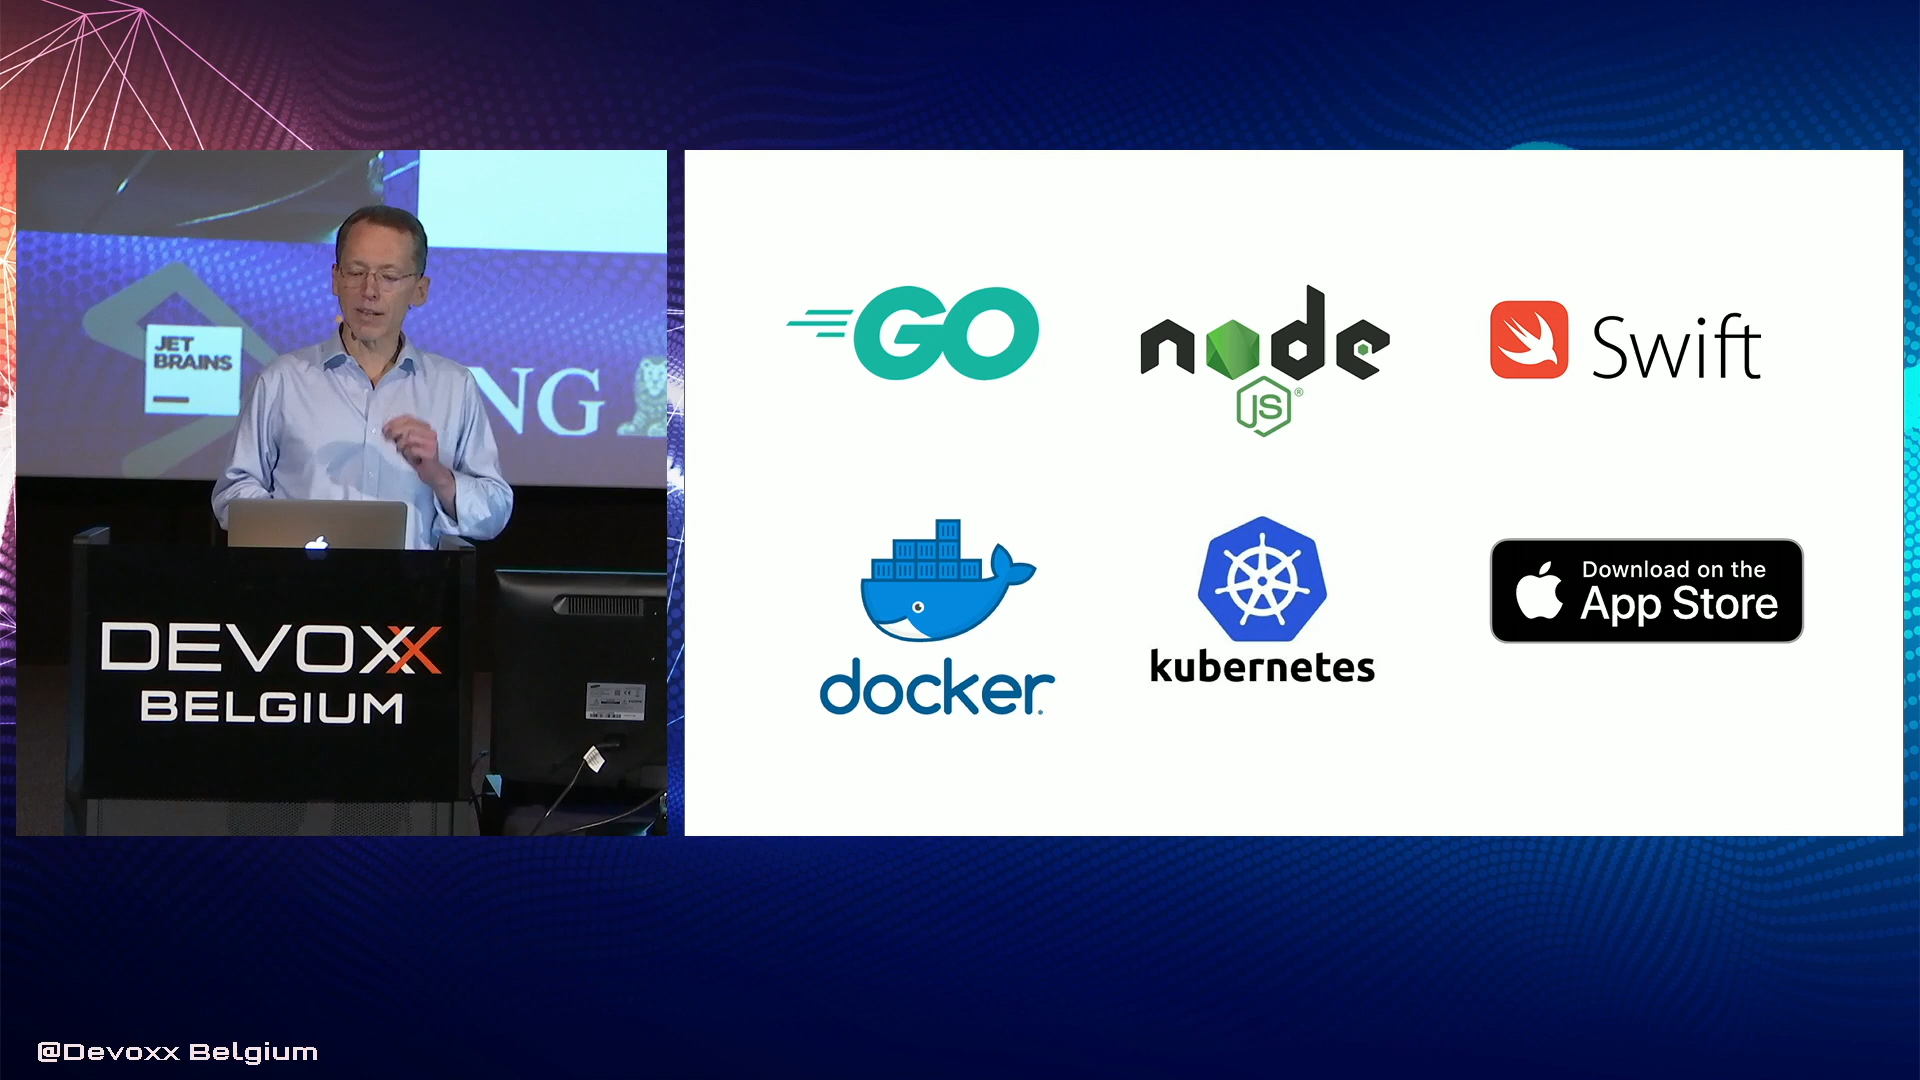 JET
BRAINS
NG
DEVOXX
BELGIUM
GO
node
JS®
Swift
docker
kubernetes
Download on the
App Store
@Devoxx Belgium